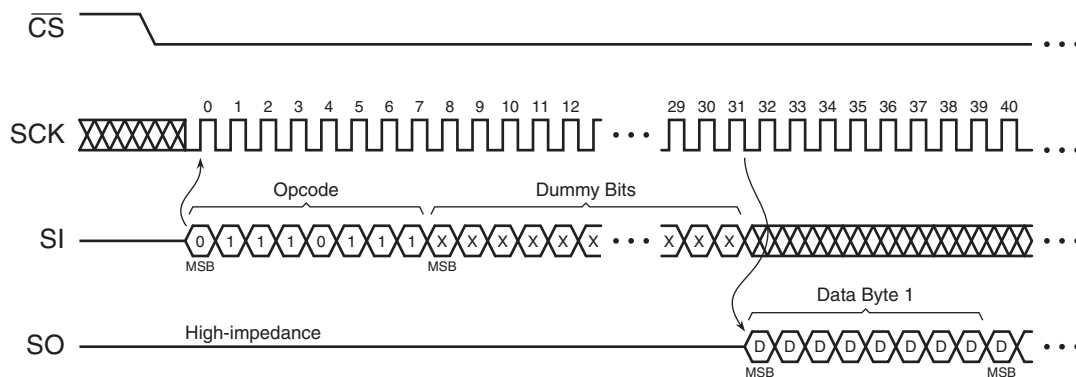 CS
0 1 2 3 4 5 6 7 8 9 10 11 12 29 30 31 32 33 34 35 36 37 38 39 40
SCK
Opcode Dummy Bits
SI 0 1 1 1 0 1 1 1 X X X X X X X X X
MSB MSB
Data Byte 1
High-impedance
SO D D D D D D D D D
MSB MSB